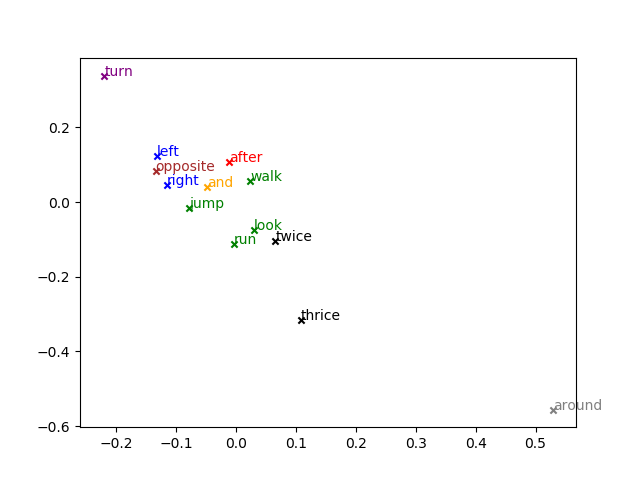 turn
0.2
left
after
opposite
walk
right
and
0.0
jump
look
run
twice
−0.2
thrice
−0.4
around
−0.6
−0.2 −0.1 0.0 0.1 0.2 0.3 0.4 0.5